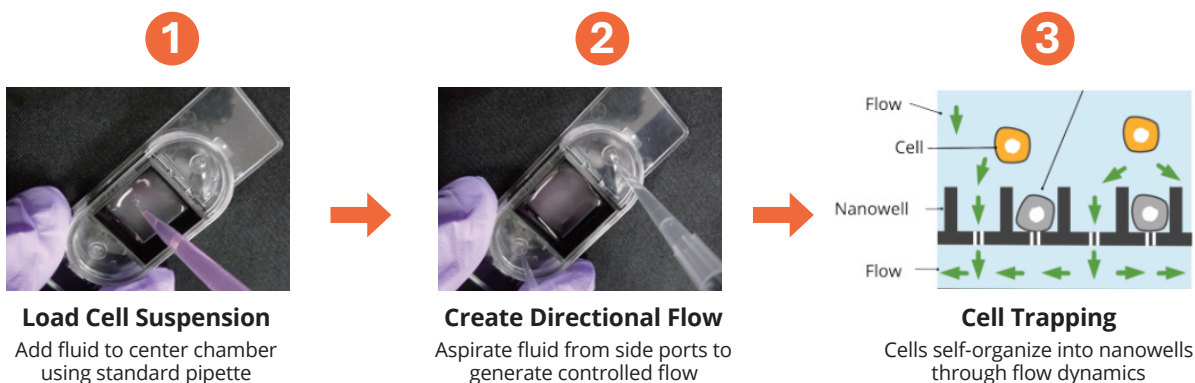 1
2
3
Flow
Cell
Nanowell
Flow
Load Cell Suspension
Add fluid to center chamber
using standard pipette
Create Directional Flow
Aspirate fluid from side ports to
generate controlled flow
Cell Trapping
Cells self-organize into nanowells
through flow dynamics